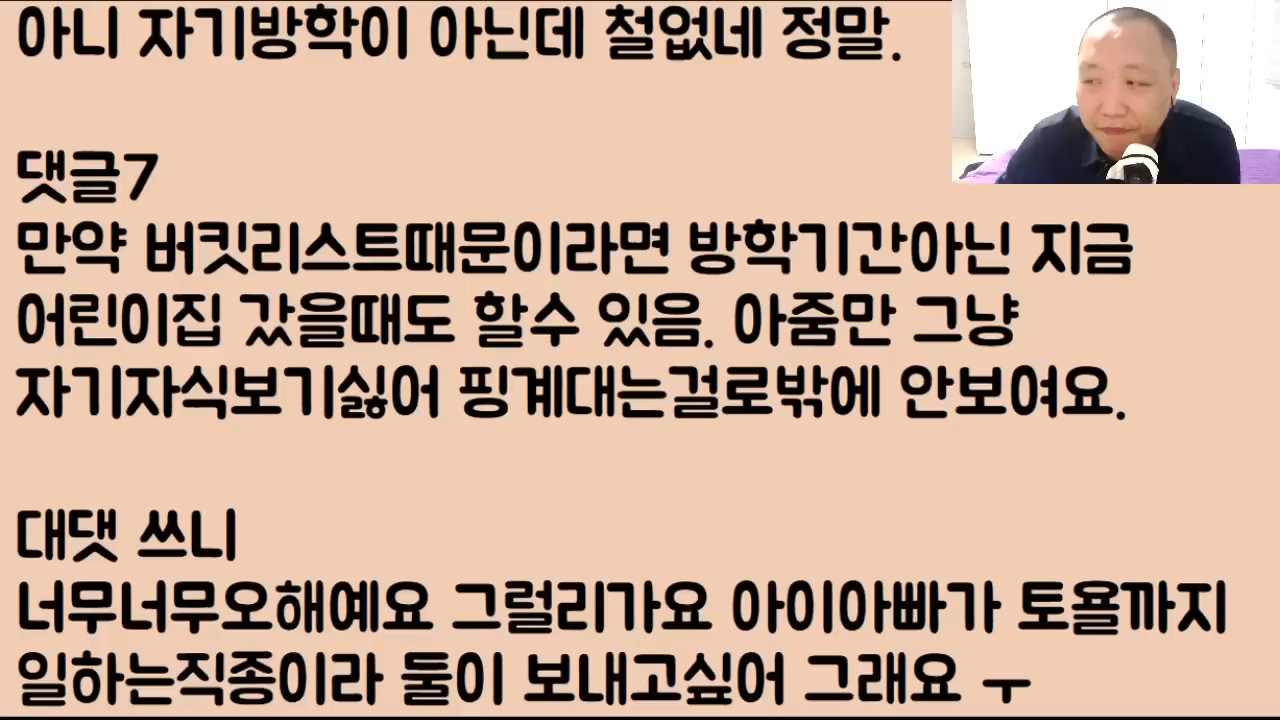 아니 자기방학이 아닌데 철없네 정말.
댓글7
만약 버킷리스트때문이라면 방학기간아닌 지금
어린이집 갔을때도 할수 있음. 아줌만 그냥
자기자식보기싫어 핑계대는걸로밖에 안보여요.
대댓 쓰니
너무너무오해예요 그럴리가요 아이아빠가 토욜까지
일하는직종이라 둘이 보내고싶어 그래요 ㅜ